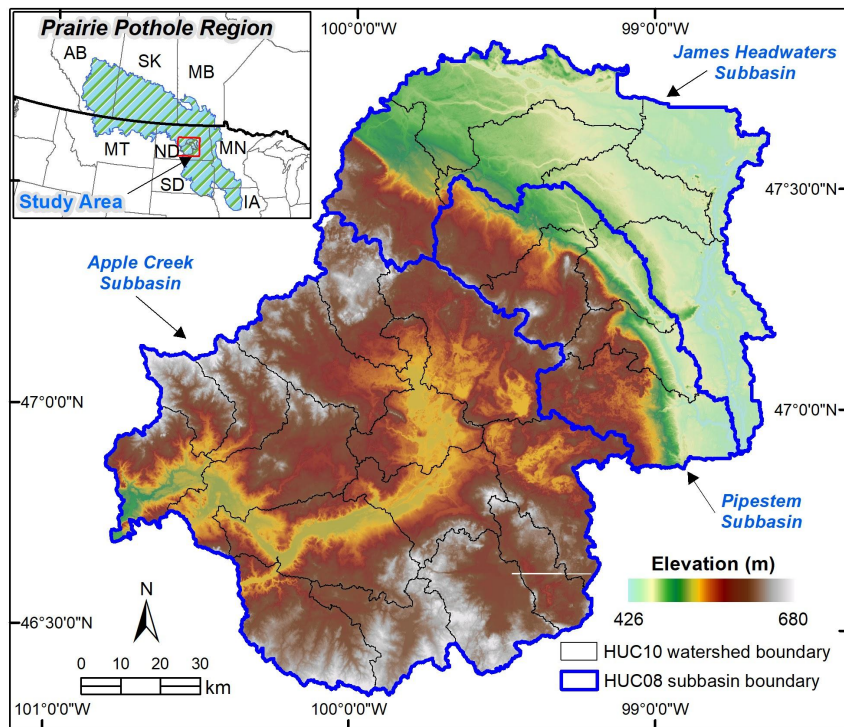 Prairie Pothole Region
AB
SK
MB
MT
ND
MN
SD
IA
Study Area
100°0'0"W
99°0'0"W
James Headwaters
Subbasin
47°30'0"N
Apple Creek
Subbasin
47°0'0"N
47°0'0"N
Pipestem
Subbasin
Elevation (m)
426
680
N
46°30'0"N
46°30'0"N
0 10 20 30
km
HUC10 watershed boundary
HUC08 subbasin boundary
101°0'0"W
100°0'0"W
99°0'0"W